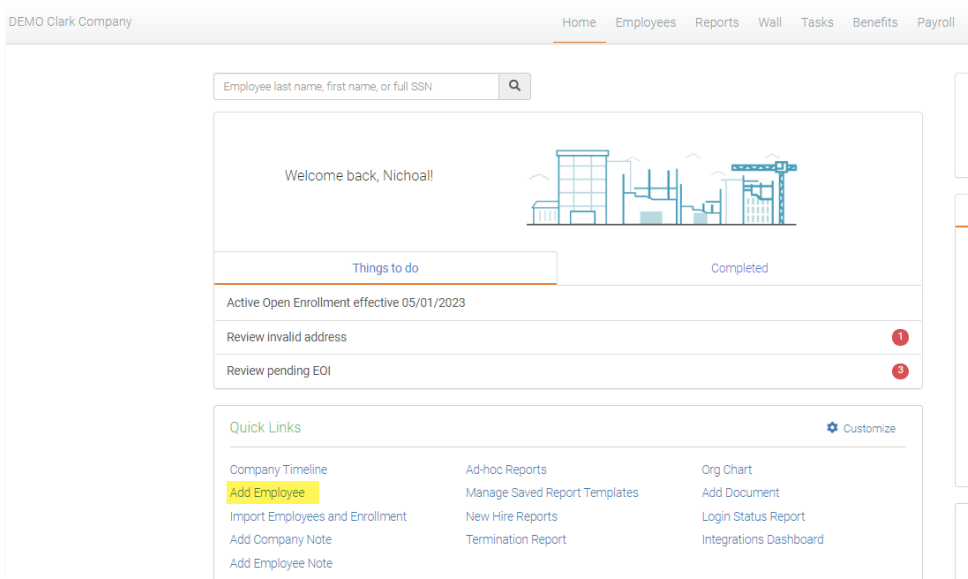 DEMO Clark Company
Home Employees Reports Wall Tasks Benefits Payroll
Employee last name, first name, or full SSN
Welcome back, Nichoal!
Things to do Completed
Active Open Enrollment effective 05/01/2023
Review invalid address 1
Review pending EOI 3
Quick Links Customize
Company Timeline Ad-hoc Reports Org Chart
Add Employee Manage Saved Report Templates Add Document
Import Employees and Enrollment New Hire Reports Login Status Report
Add Company Note Termination Report Integrations Dashboard
Add Employee Note